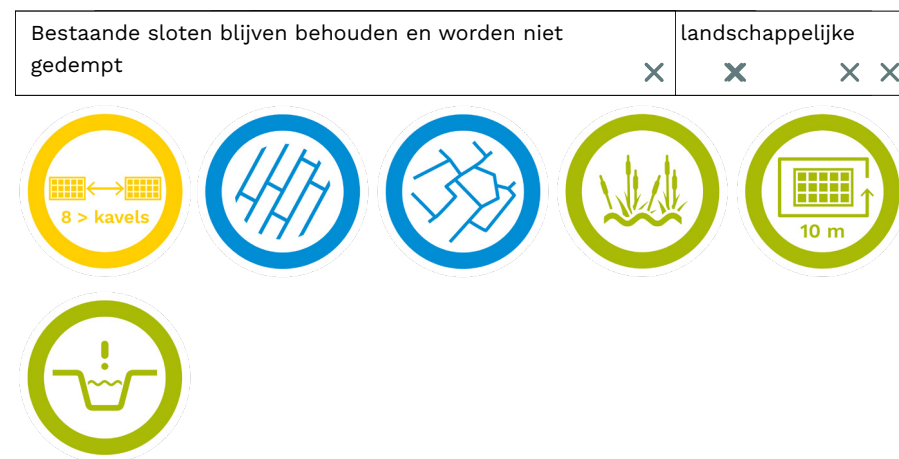 Bestaande sloten blijven behouden en worden niet
gedempt
landschappelijke
8 > kavels
10 m